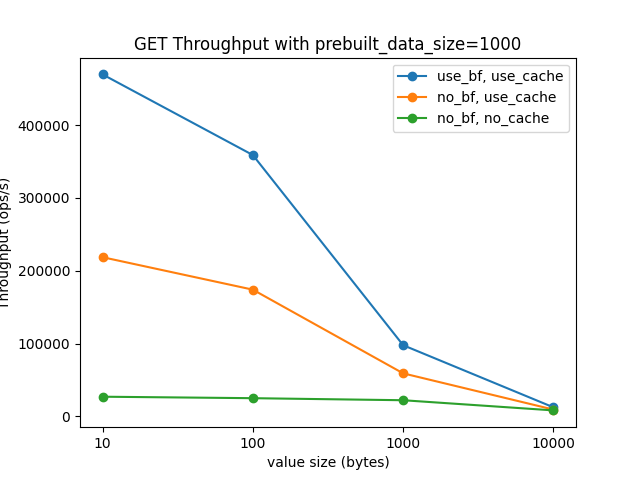 GET Throughput with prebuilt_data_size=1000
use_bf, use_cache
no_bf, use_cache
no_bf, no_cache
Throughput (ops/s)
400000
300000
200000
100000
0
10
100
1000
10000
value size (bytes)